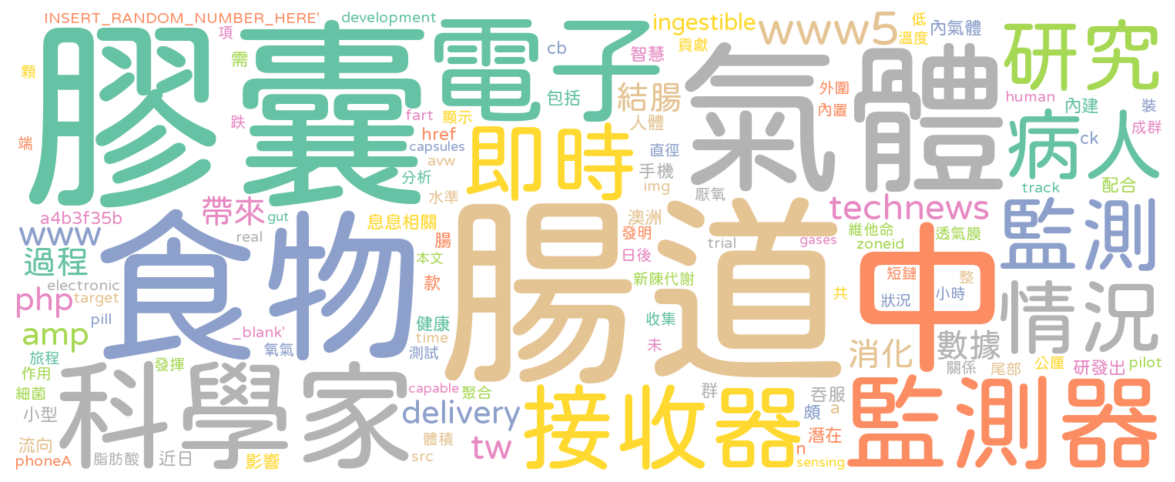 INSERT_RANDOM_NUMBER_HERE'
項
development
ingestible
www5
低
溫度
內氣體
膠囊
電子
cb
智慧
貢獻
氣體
研究
顆
需
包括
結腸
人體
外圍
內置
human
內建
裝
成群
跌
fart
顯示
href
capsules
avw
分析
水準
即時
直徑
手機
img
厭氧
病人
ck
track
配合
端
a4b3f35b
帶來
gut
息息相關
澳洲
發明
technews
維他命
zoneid
透氣膜
www
real
腸
本文
日後
trial
gases
監測
過程
electronic
target
食物
款
新陳代謝
腸道
中
短鏈
整
狀況
小時
php
pill
健康
time
收集
共
情況
amp
_blank'
氧氣
測試
未
消化
數據
旅程
作用
發揮
關係
尾部
公厘
研發出
pilot
細菌
科學家
capable
聚合
接收器
群
吞服
頗
a
監測器
小型
delivery
潛在
n
流向
tw
體積
src
phoneA
脂肪酸
近日
影響
sensing